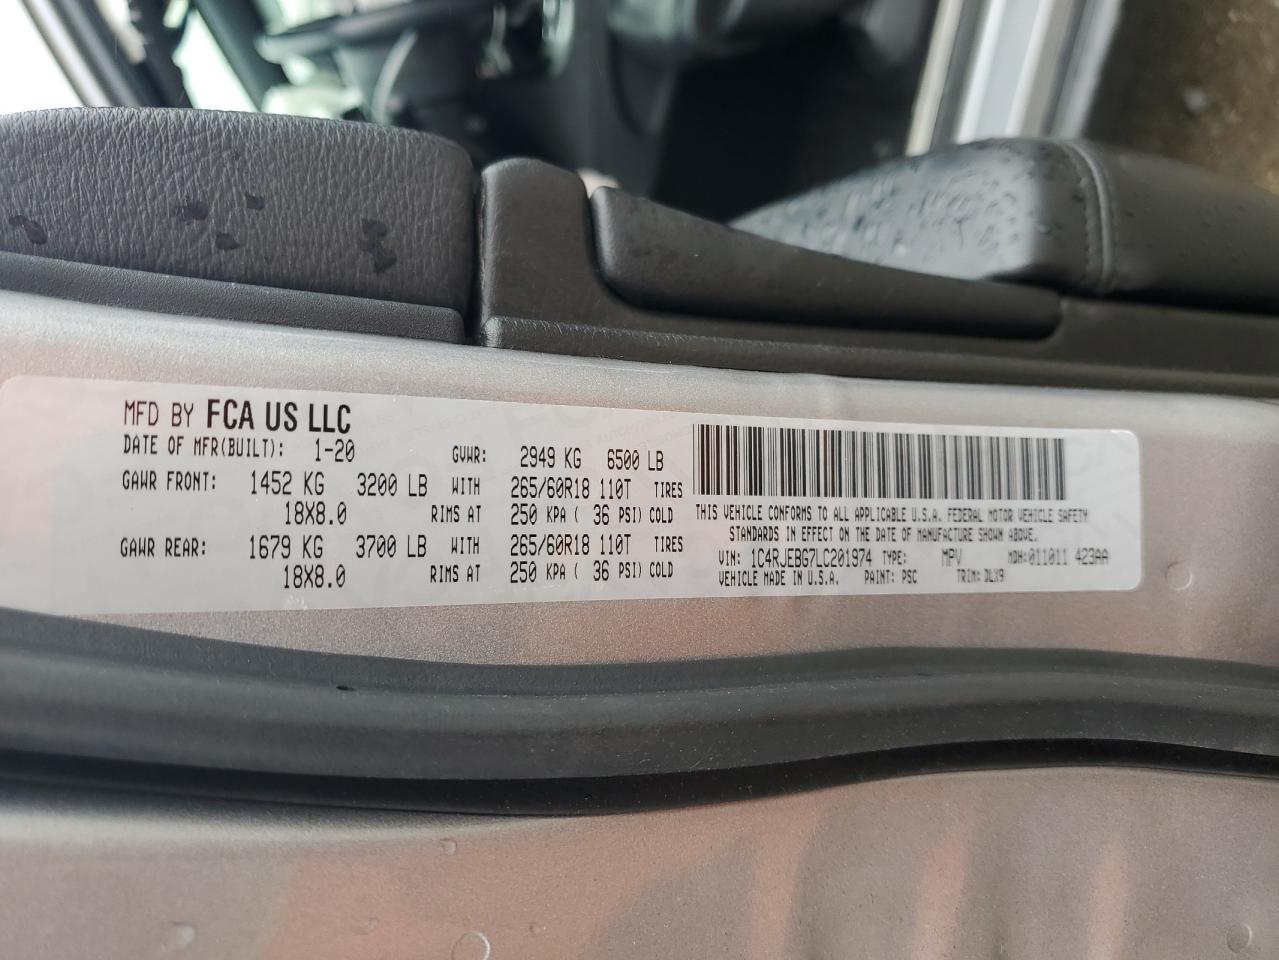 MFD BY FCA US LLC
DATE OF MFR(BUILT): 1-20 GVWR: 2949 KG 6500 LB
GAWR FRONT: 1452 KG 3200 LB WITH 265/60R18 110T TIRES
18X8.0 RIMS AT 250 KPA ( 36 PSI) COLD
GAWR REAR: 1679 KG 3700 LB WITH 265/60R18 110T TIRES
18X8.0 RIMS AT 250 KPA ( 36 PSI) COLD
THIS VEHICLE CONFORMS TO ALL APPLICABLE U.S.A. FEDERAL MOTOR VEHICLE SAFETY
STANDARDS IN EFFECT ON THE DATE OF MANUFACTURE SHOWN ABOVE.
VIN: 1C4RJEBG7LC201974 TYPE: MPV MDH: 011011 423AA
VEHICLE MADE IN U.S.A. PAINT: PSC TRIM: DLX9